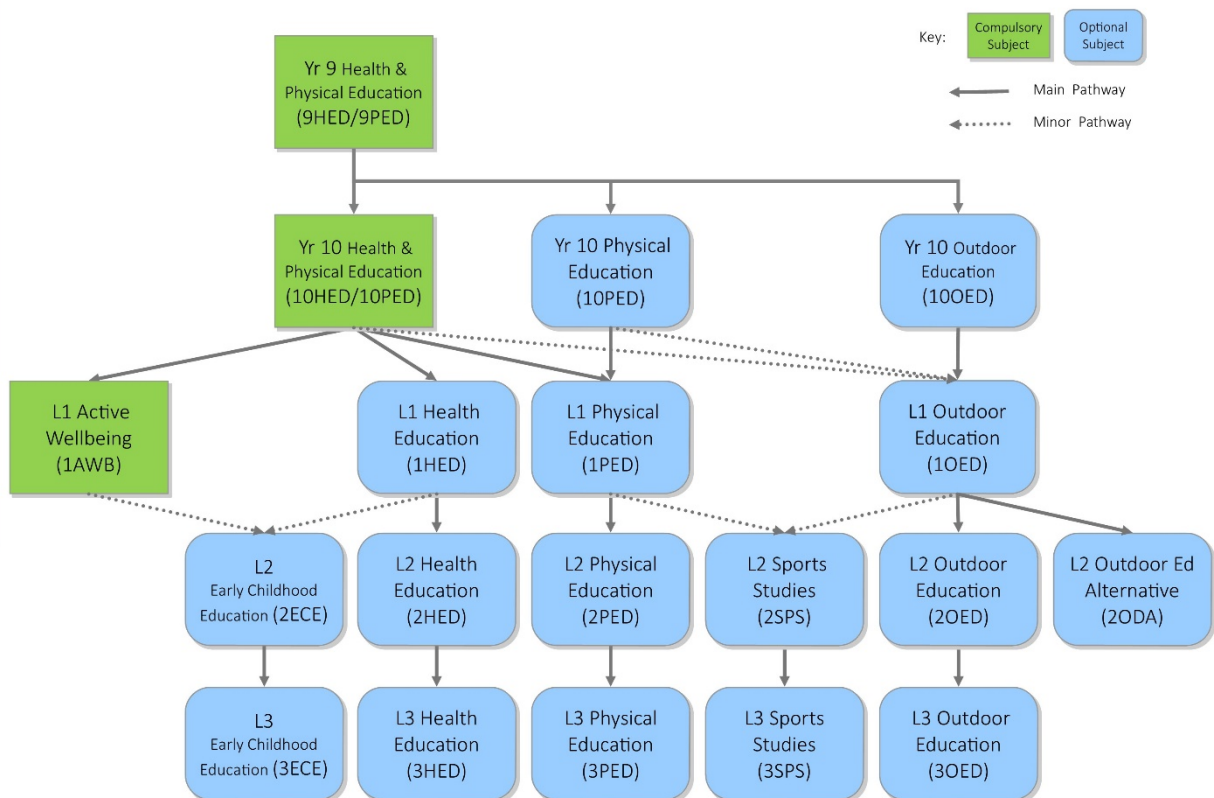 Key:
Compulsory
Subject
Optional
Subject
Main Pathway
Minor Pathway
Yr 9 Health &
Physical Education
(9HED/9PED)
Yr 10 Health &
Physical Education
(10HED/10PED)
Yr 10 Physical
Education
(10PED)
Yr 10 Outdoor
Education
(10OED)
L1 Active
Wellbeing
(1AWB)
L1 Health
Education
(1HED)
L1 Physical
Education
(1PED)
L1 Outdoor
Education
(1OED)
L2
Early Childhood
Education (2ECE)
L2 Health
Education
(2HED)
L2 Physical
Education
(2PED)
L2 Sports
Studies
(2SPS)
L2 Outdoor
Education
(2OED)
L2 Outdoor Ed
Alternative
(2ODA)
L3
Early Childhood
Education (3ECE)
L3 Health
Education
(3HED)
L3 Physical
Education
(3PED)
L3 Sports
Studies
(3SPS)
L3 Outdoor
Education
(3OED)